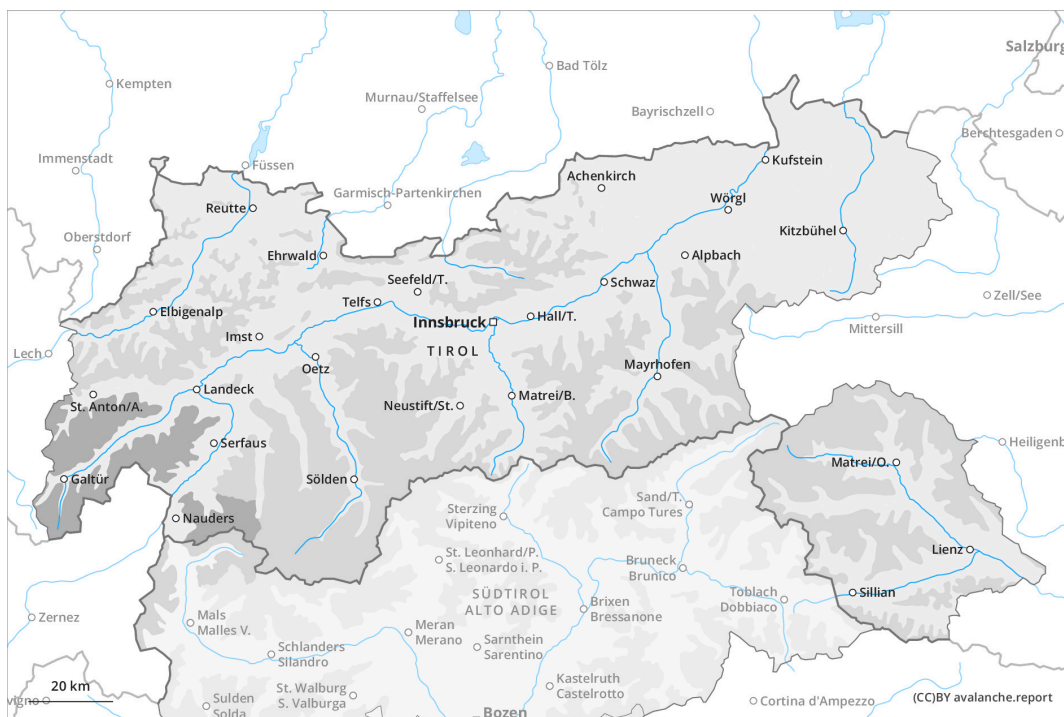 Salzburg
Bad Tölz
Kempten
Murnau/Staffelsee
Bayrischzell
Berchtesgaden
Immenstadt
Füssen
Kufstein
Achenkirch
Garmisch-Partenkirchen
Reutte
Wörgl
Kitzbühel
Oberstdorf
Ehrwald
Alpbach
Seefeld/T.
Schwaz
Zell/See
Telfs
Elbigenalp
Innsbruck
Hall/T.
Mittersill
Imst
TIROL
Lech
Oetz
Mayrhofen
Landeck
St. Anton/A.
Neustift/St.
Matrei/B.
Serfaus
Heiligenb
Matrei/O.
Galtür
Sölden
Sand/T.
Campo Tures
Sterzing
Vipiteno
Nauders
Lienz
St. Leonhard/P.
S. Leonardo i. P.
Bruneck
Brunico
SÜDTIROL
ALTO ADIGE
Sillian
Toblach
Dobbiaco
Brixen
Bressanone
Zernez
Mals
Malles V.
Meran
Merano
Sarnthein
Sarentino
Schlanders
Silandro
20 km
Kastelruth
Castelrotto
St. Walburg
S. Valburga
vigno
Sulden
Solda
Cortina d'Ampezzo
(CC)BY avalanche.report
Bozen